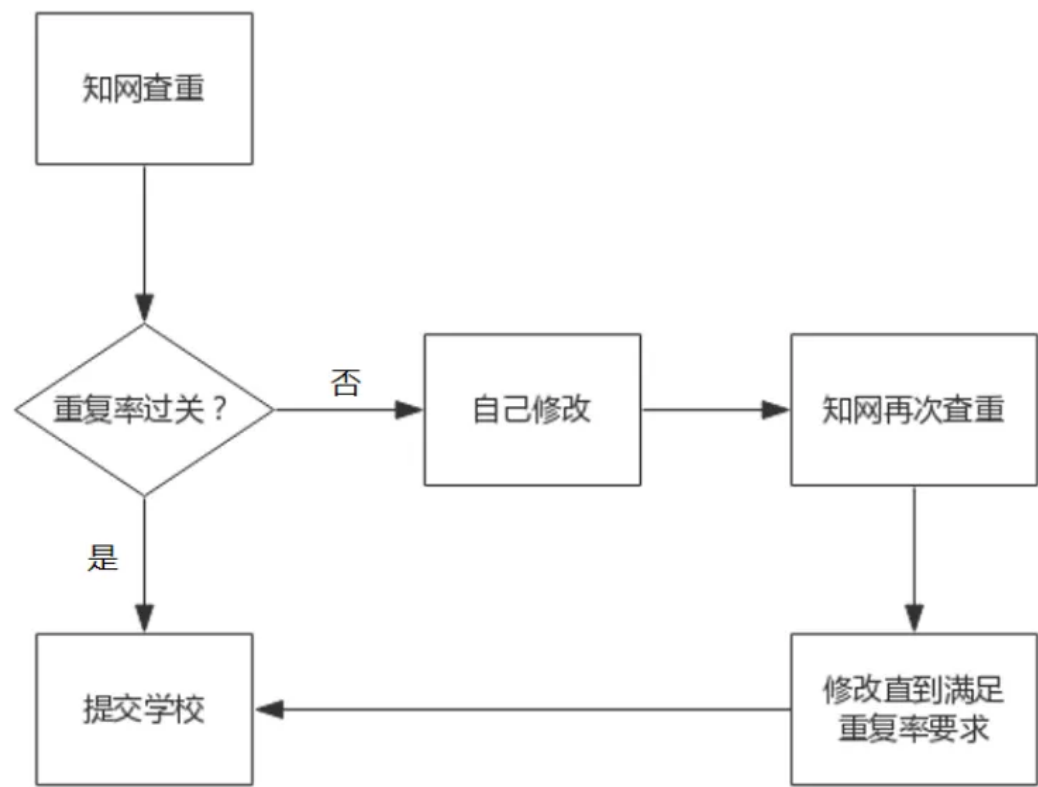 知网查重
重复率过关？
否
自己修改
知网再次查重
是
提交学校
修改直到满足
重复率要求